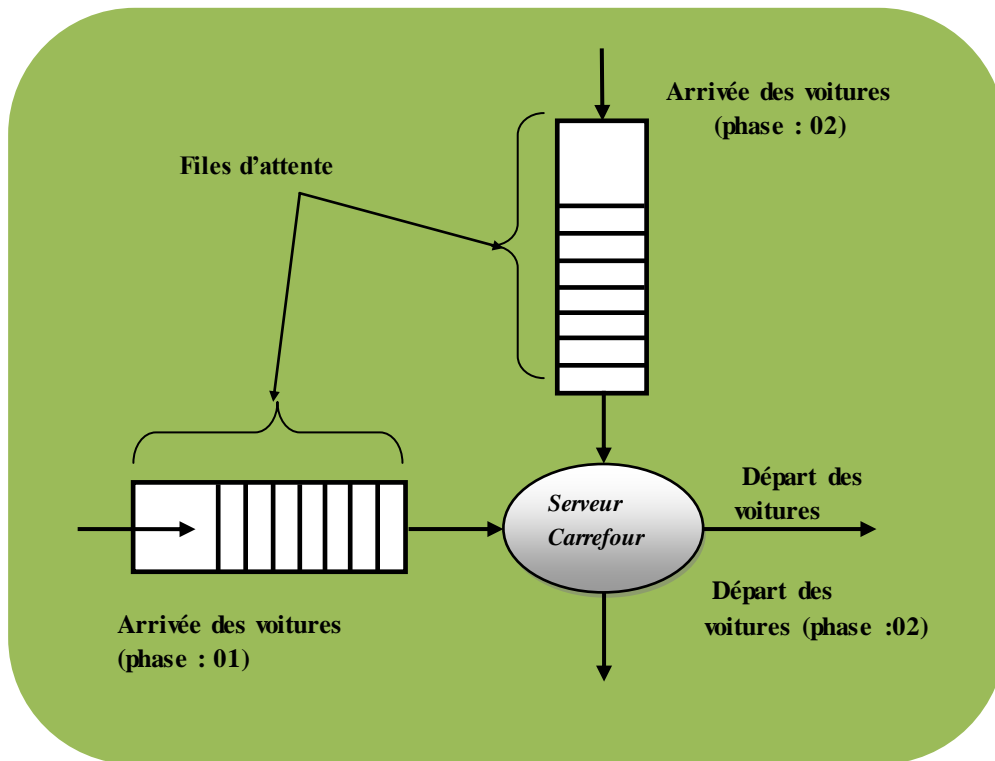 Arrivée des voitures
(phase : 02)
Files d'attente
Serveur
Carrefour
Départ des
voitures
Départ des
voitures (phase :02)
Arrivée des voitures
(phase : 01)